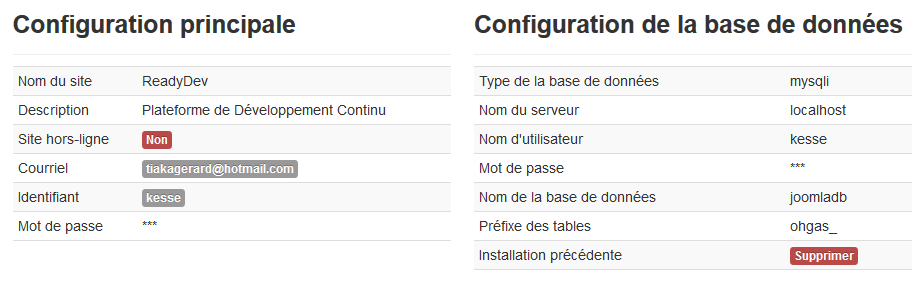 Configuration principale
Nom du site ReadyDev
Description Plateforme de Développement Continu
Site hors-ligne Non
Courriel tiakagerard@hotmail.com
Identifiant kesse
Mot de passe ***
Configuration de la base de données
Type de la base de données mysqli
Nom du serveur localhost
Nom d'utilisateur kesse
Mot de passe ***
Nom de la base de données joomladb
Préfixe des tables ohgas_
Installation précédente Supprimer